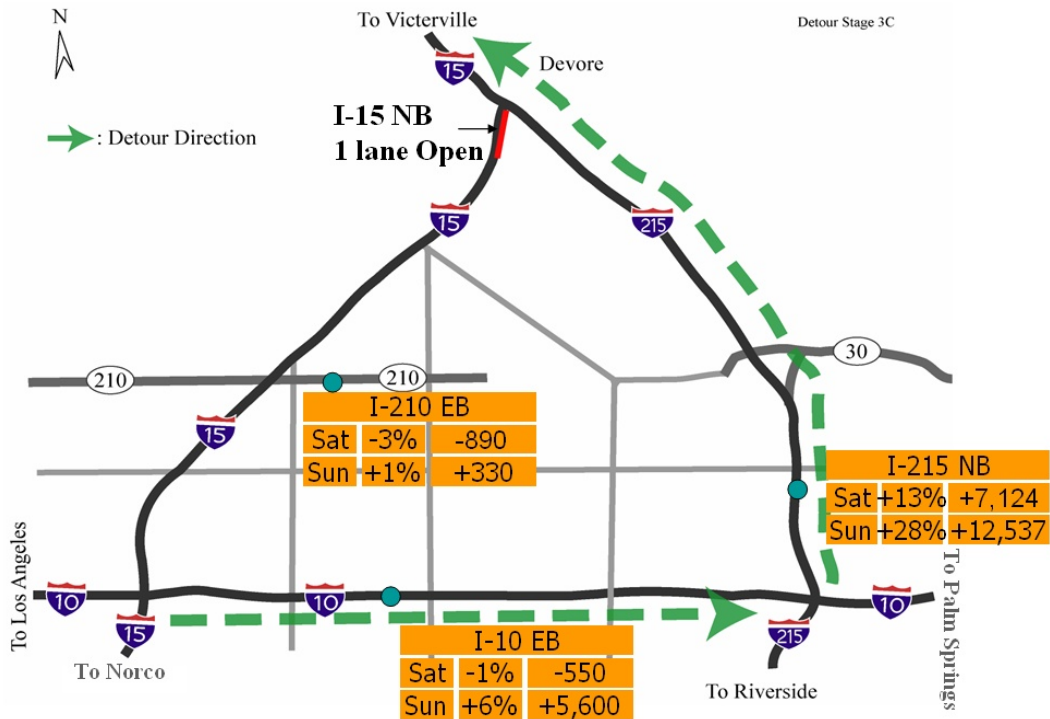 N
To Victerville
Detour Stage 3C
15
Devore
I-15 NB
1 lane Open
: Detour Direction
15
215
30
210
210
I-210 EB
Sat -3% -890
Sun +1% +330
15
I-215 NB
Sat +13% +7,124
Sun +28% +12,537
To Los Angeles
To Palm Springs
10
10
10
15
215
I-10 EB
Sat -1% -550
Sun +6% +5,600
To Norco
To Riverside